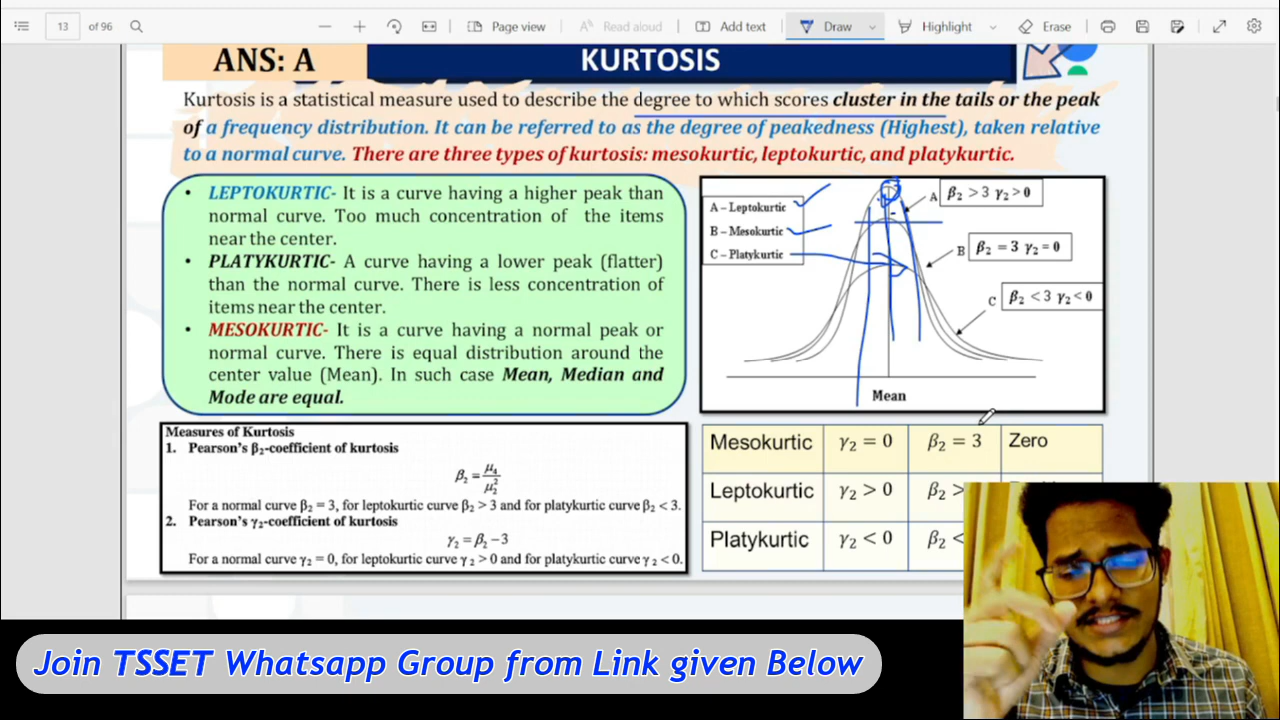 13 of 96 Page view Read aloud Add text Draw Highlight Erase
ANS: A
KURTOSIS
Kurtosis is a statistical measure used to describe the degree to which scores cluster in the tails or the peak
of a frequency distribution. It can be referred to as the degree of peakedness (Highest), taken relative
to a normal curve. There are three types of kurtosis: mesokurtic, leptokurtic, and platykurtic.
• LEPTOKURTIC- It is a curve having a higher peak than
normal curve. Too much concentration of the items
near the center.
• PLATYKURTIC- A curve having a lower peak (flatter)
than the normal curve. There is less concentration of
items near the center.
• MESOKURTIC- It is a curve having a normal peak or
normal curve. There is equal distribution around the
center value (Mean). In such case Mean, Median and
Mode are equal.
A – Leptokurtic
B – Mesokurtic
C – Platykurtic
A β₂ > 3 γ₂ > 0
B β₂ = 3 γ₂ = 0
C β₂ < 3 γ₂ < 0
Mean
Measures of Kurtosis
1. Pearson's β₂-coefficient of kurtosis
β₂ = μ₄/μ₂²
For a normal curve β₂ = 3, for leptokurtic curve β₂ > 3 and for platykurtic curve β₂ < 3.
2. Pearson's γ₂-coefficient of kurtosis
γ₂ = β₂ −3
For a normal curve γ₂ = 0, for leptokurtic curve γ₂ > 0 and for platykurtic curve γ₂ < 0.
Mesokurtic γ₂ = 0 β₂ = 3 Zero
Leptokurtic γ₂ > 0 β₂ >
Platykurtic γ₂ < 0 β₂ <
Join TSSET Whatsapp Group from Link given Below